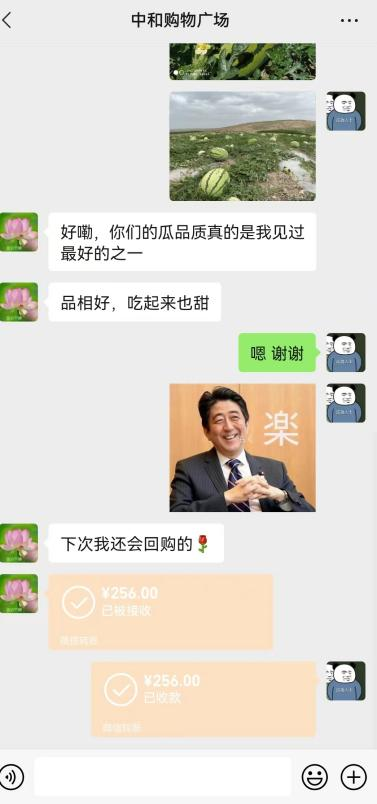 中和购物广场
好嘞，你们的瓜品质真的是我见过
最好的之一
品相好，吃起来也甜
嗯 谢谢
楽
下次我还会回购的
¥256.00
已被接收
微信转账
¥256.00
已收款
微信转账